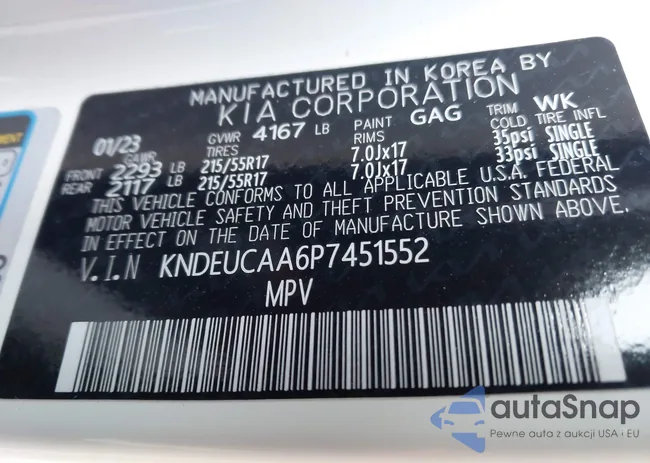 MANUFACTURED IN KOREA BY
KIA CORPORATION
01/23 GVWR 4167 LB PAINT GAG TRIM WK
GAWR TIRES RIMS COLD TIRE INFL
FRONT 2293 LB 215/55R17 7.0Jx17 35psi SINGLE
REAR 2117 LB 215/55R17 7.0Jx17 33psi SINGLE
THIS VEHICLE CONFORMS TO ALL APPLICABLE U.S.A. FEDERAL
MOTOR VEHICLE SAFETY AND THEFT PREVENTION STANDARDS
IN EFFECT ON THE DATE OF MANUFACTURE SHOWN ABOVE.
V.I.N KNDEUCAA6P7451552
MPV
autaSnap
Pewne auta z aukcji USA i EU